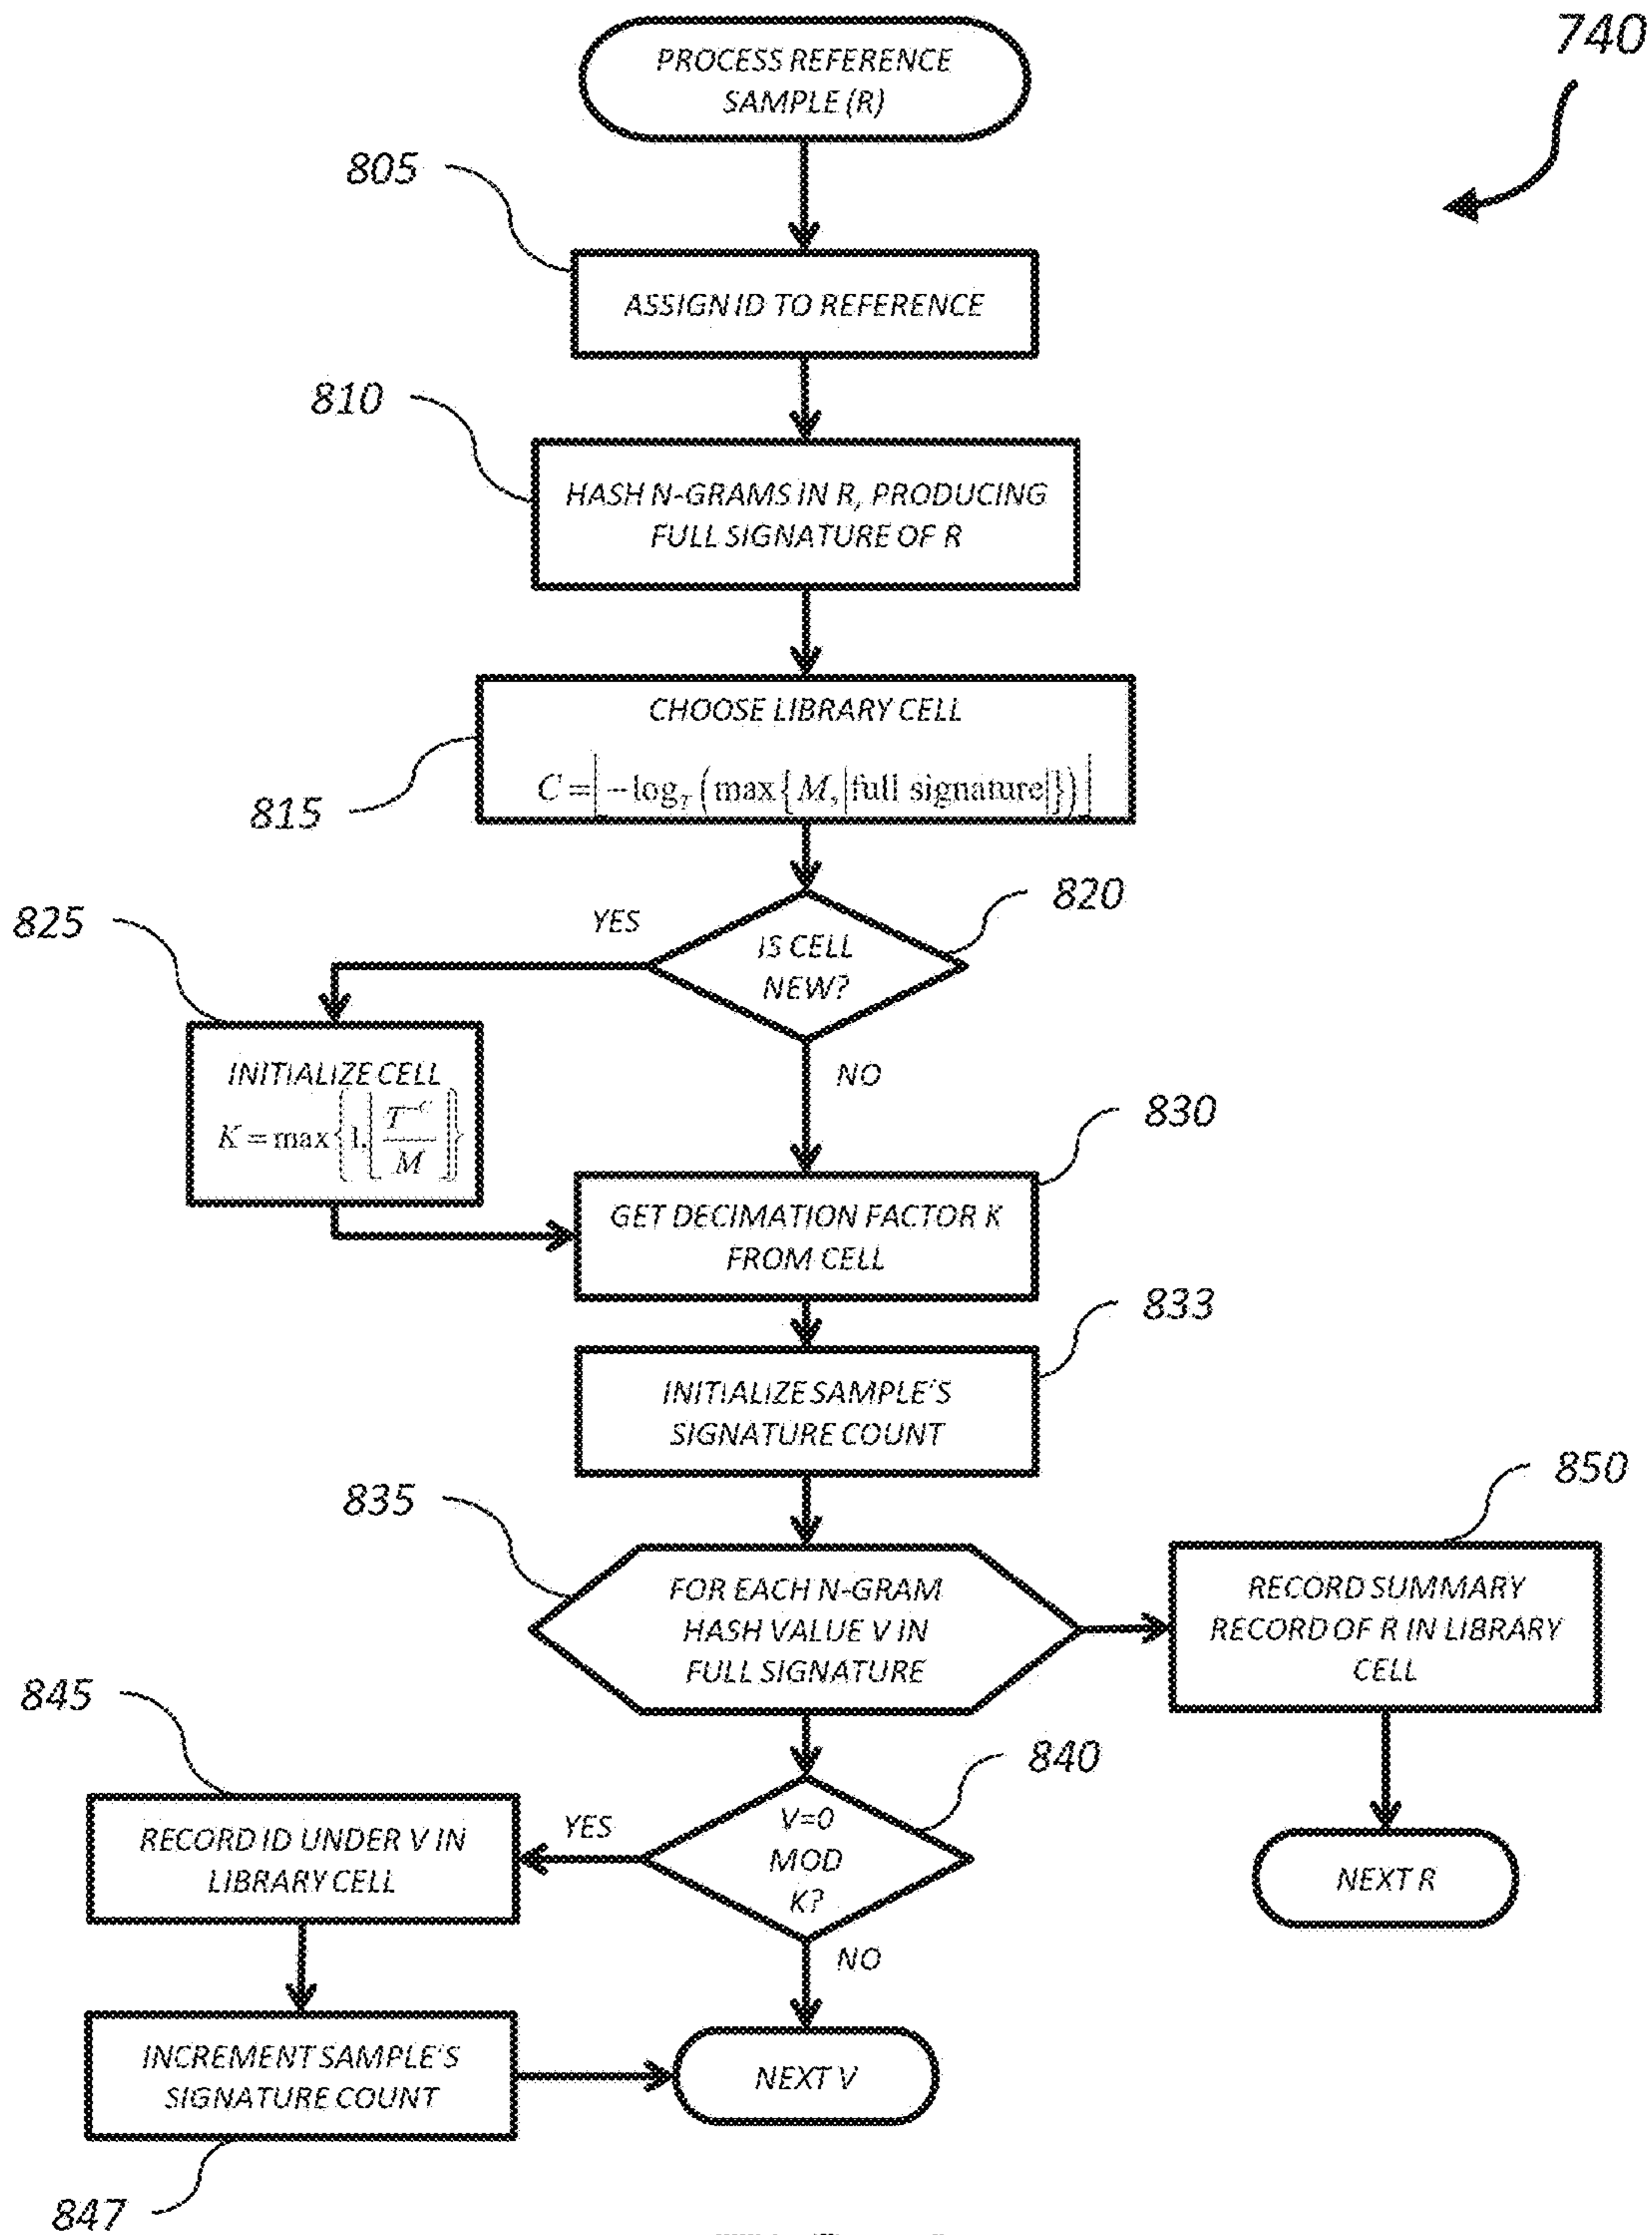 740
PROCESS REFERENCE
SAMPLE (R)
805
ASSIGN ID TO REFERENCE
810
HASH N-GRAMS IN R, PRODUCING
FULL SIGNATURE OF R
CHOOSE LIBRARY CELL
C = ⌊-log_T (max{M, |full signature|})⌋
815
820
825
YES
IS CELL
NEW?
NO
INITIALIZE CELL
K = max{1, ⌊T^-C / M⌋}
830
GET DECIMATION FACTOR K
FROM CELL
833
INITIALIZE SAMPLE'S
SIGNATURE COUNT
835
850
FOR EACH N-GRAM
HASH VALUE V IN
FULL SIGNATURE
RECORD SUMMARY
RECORD OF R IN LIBRARY
CELL
845
840
RECORD ID UNDER V IN
LIBRARY CELL
YES
V=0
MOD
K?
NO
NEXT R
INCREMENT SAMPLE'S
SIGNATURE COUNT
NEXT V
847